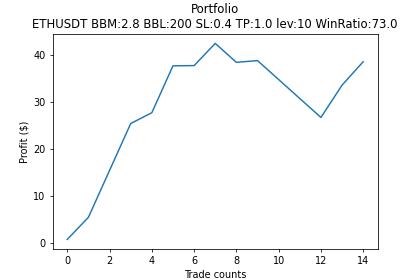 Portfolio
ETHUSDT BBM:2.8 BBL:200 SL:0.4 TP:1.0 lev:10 WinRatio:73.0
40
30
20
10
0
Profit ($)
0 2 4 6 8 10 12 14
Trade counts